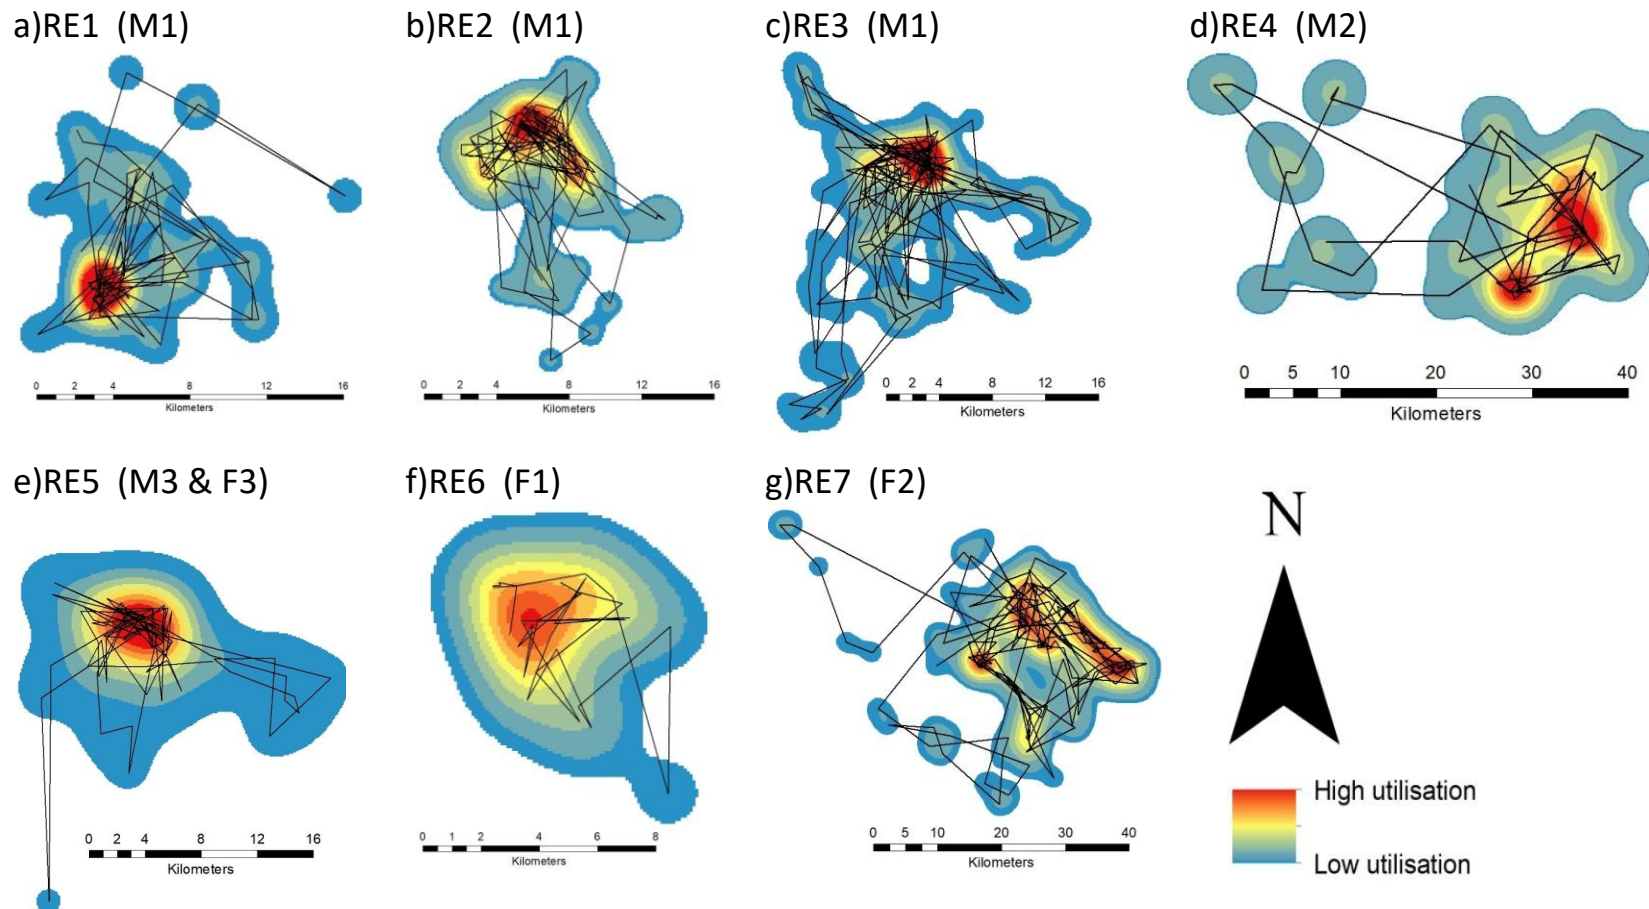 a)RE1 (M1)
b)RE2 (M1)
c)RE3 (M1)
d)RE4 (M2)
0 2 4 8 12 16
Kilometers
0 2 4 8 12 16
Kilometers
0 2 4 8 12 16
Kilometers
0 5 10 20 30 40
Kilometers
e)RE5 (M3 & F3)
f)RE6 (F1)
g)RE7 (F2)
0 2 4 8 12 16
Kilometers
0 1 2 4 6 8
Kilometers
0 5 10 20 30 40
Kilometers
N
High utilisation
Low utilisation